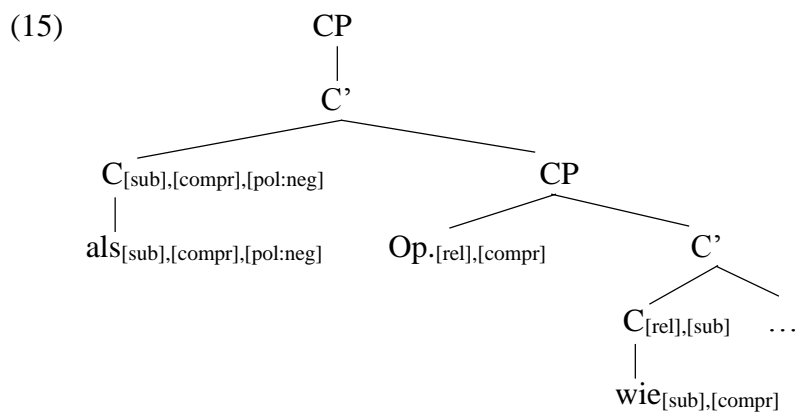 (15) CP
C’
C[sub],[compr],[pol:neg] CP
als[sub],[compr],[pol:neg] Op.[rel],[compr] C’
C[rel],[sub] …
wie[sub],[compr]